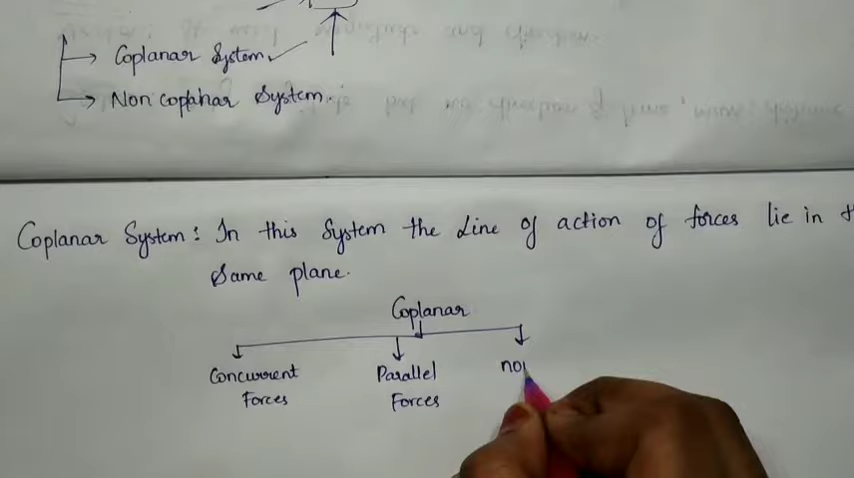 Coplanar System
Non coplanar System.
Coplanar System: In this System the Line of action of forces lie in
Same plane.
Coplanar
Concurrent Parallel no
Forces Forces